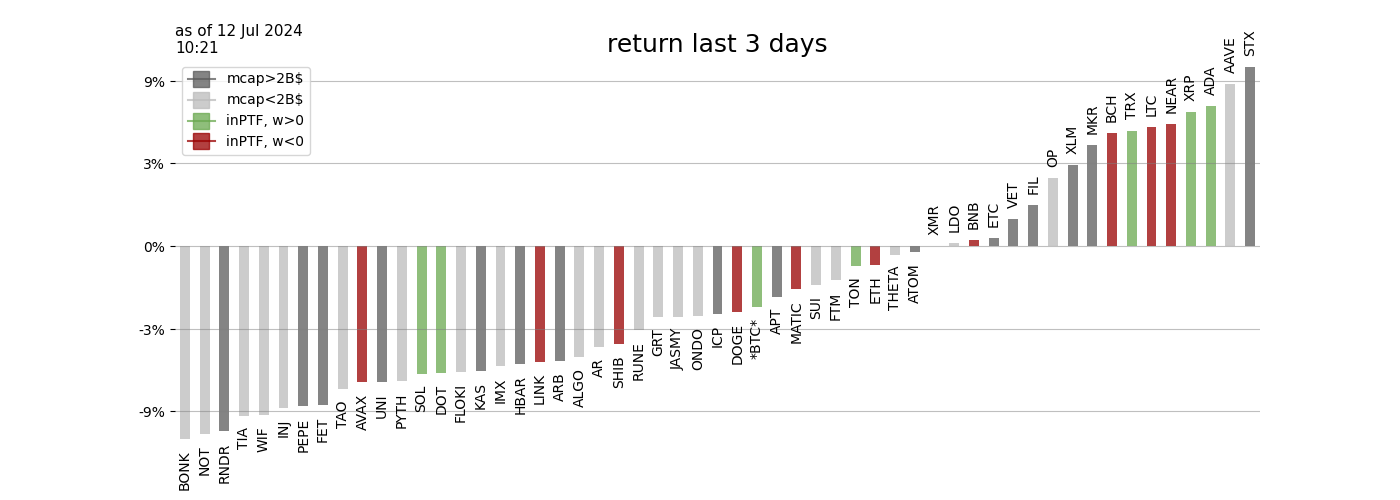 as of 12 Jul 2024
10:21
return last 3 days
mcap>2B$
mcap<2B$
inPTF, w>0
inPTF, w<0
9%
3%
0%
-3%
-9%
BONK
NOT
RNDR
TIA
WIF
INJ
PEPE
FET
TAO
AVAX
UNI
PYTH
SOL
DOT
FLOKI
KAS
IMX
HBAR
LINK
ARB
ALGO
AR
SHIB
RUNE
GRT
JASMY
ONDO
ICP
DOGE
*BTC*
APT
MATIC
SUI
FTM
TON
ETH
THETA
ATOM
XMR
LDO
BNB
ETC
VET
FIL
OP
XLM
MKR
BCH
TRX
LTC
NEAR
XRP
ADA
AAVE
STX